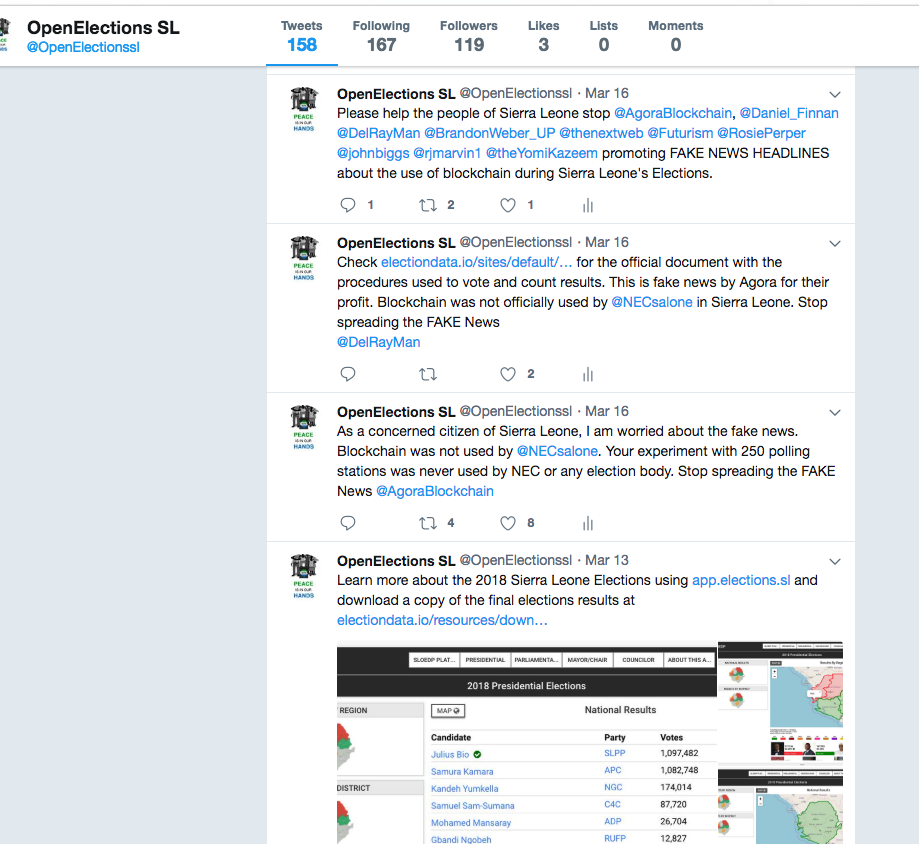 OpenElections SL
@OpenElectionssl
Tweets
158
Following
167
Followers
119
Likes
3
Lists
0
Moments
0
PEACE
IS IN OUR
HANDS
OpenElections SL @OpenElectionssl · Mar 16
Please help the people of Sierra Leone stop @AgoraBlockchain, @Daniel_Finnan
@DelRayMan @BrandonWeber_UP @thenextweb @Futurism @RosiePerper
@johnbiggs @rjmarvin1 @theYomiKazeem promoting FAKE NEWS HEADLINES
about the use of blockchain during Sierra Leone's Elections.
1 2 1
PEACE
IS IN OUR
HANDS
OpenElections SL @OpenElectionssl · Mar 16
Check electiondata.io/sites/default/… for the official document with the
procedures used to vote and count results. This is fake news by Agora for their
profit. Blockchain was not officially used by @NECsalone in Sierra Leone. Stop
spreading the FAKE News
@DelRayMan
2
PEACE
IS IN OUR
HANDS
OpenElections SL @OpenElectionssl · Mar 16
As a concerned citizen of Sierra Leone, I am worried about the fake news.
Blockchain was not used by @NECsalone. Your experiment with 250 polling
stations was never used by NEC or any election body. Stop spreading the FAKE
News @AgoraBlockchain
4 8
PEACE
IS IN OUR
HANDS
OpenElections SL @OpenElectionssl · Mar 13
Learn more about the 2018 Sierra Leone Elections using app.elections.sl and
download a copy of the final elections results at
electiondata.io/resources/down…
SLOEDP PLAT... PRESIDENTIAL PARLIAMENTA... MAYOR/CHAIR COUNCILOR ABOUT THIS A...
2018 Presidential Elections
REGION
MAP
National Results
Candidate Party Votes
Julius Bio SLPP 1,097,482
Samura Kamara APC 1,082,748
Kandeh Yumkella NGC 174,014
DISTRICT
Samuel Sam-Sumana C4C 87,720
Mohamed Mansaray ADP 26,704
Gbandi Ngobeh RUFP 12,827